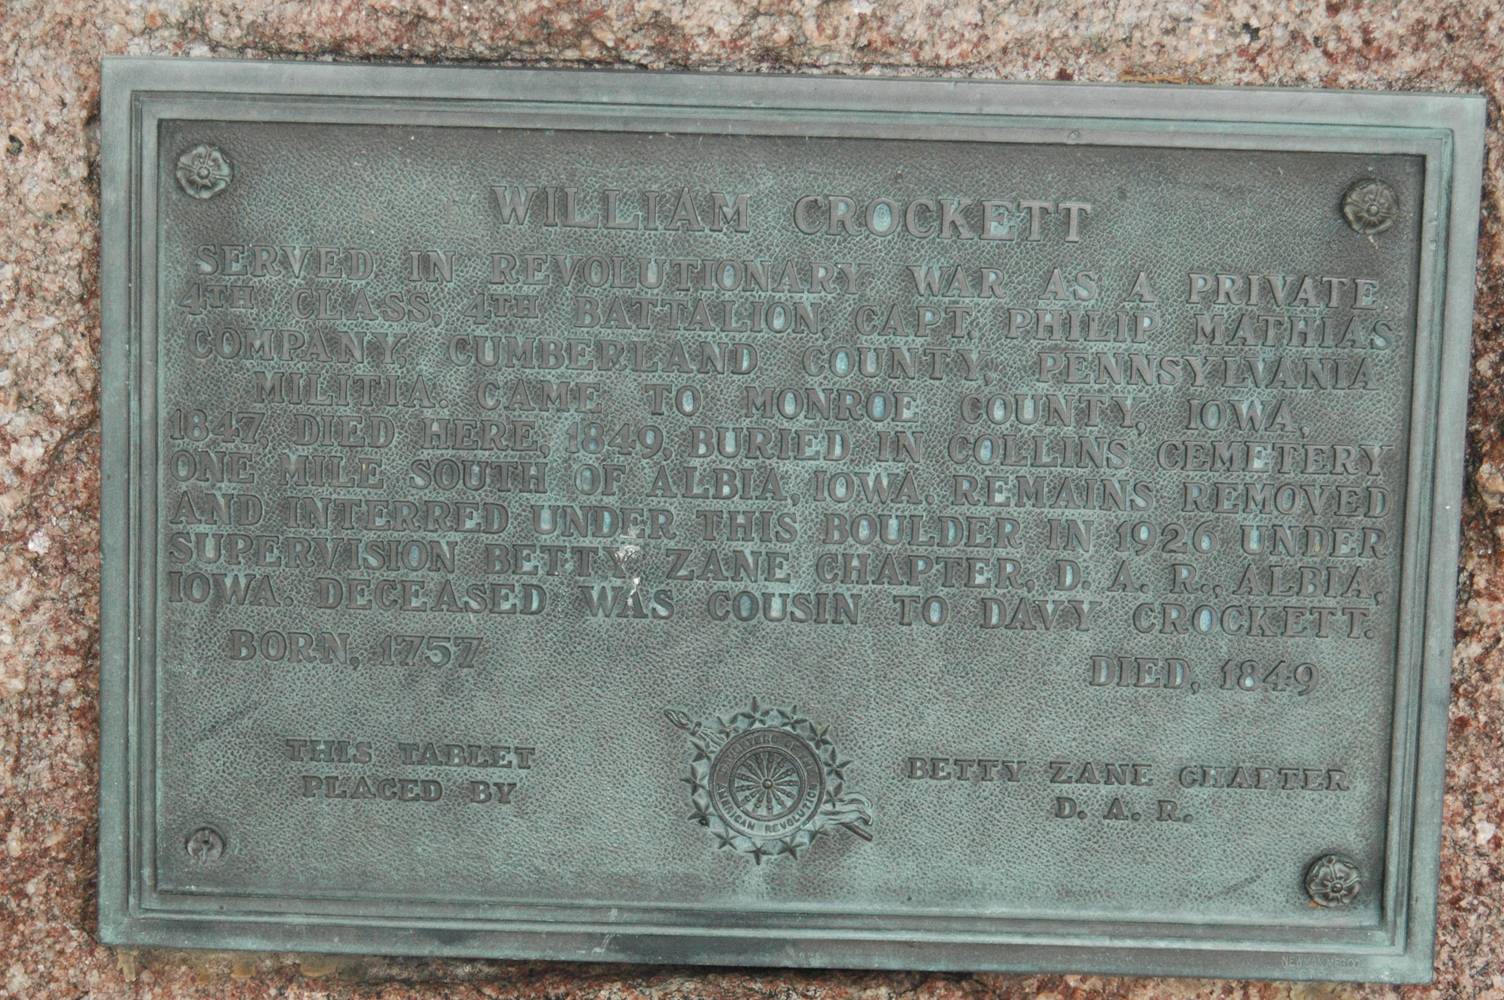 WILLIAM CROCKETT
SERVED IN REVOLUTIONARY WAR AS A PRIVATE
4TH CLASS, 4TH BATTALION, CAPT. PHILIP MATHIAS
COMPANY, CUMBERLAND COUNTY, PENNSYLVANIA
MILITIA. CAME TO MONROE COUNTY, IOWA,
1847, DIED HERE, 1849, BURIED IN COLLINS CEMETERY
ONE MILE SOUTH OF ALBIA, IOWA. REMAINS REMOVED
AND INTERRED UNDER THIS BOULDER IN 1926 UNDER
SUPERVISION BETTY ZANE CHAPTER, D. A. R., ALBIA,
IOWA. DECEASED WAS COUSIN TO DAVY CROCKETT.
BORN, 1757 DIED, 1849
THIS TABLET
PLACED BY
AMERICAN REVOLUTION
BETTY ZANE CHAPTER
D. A. R.